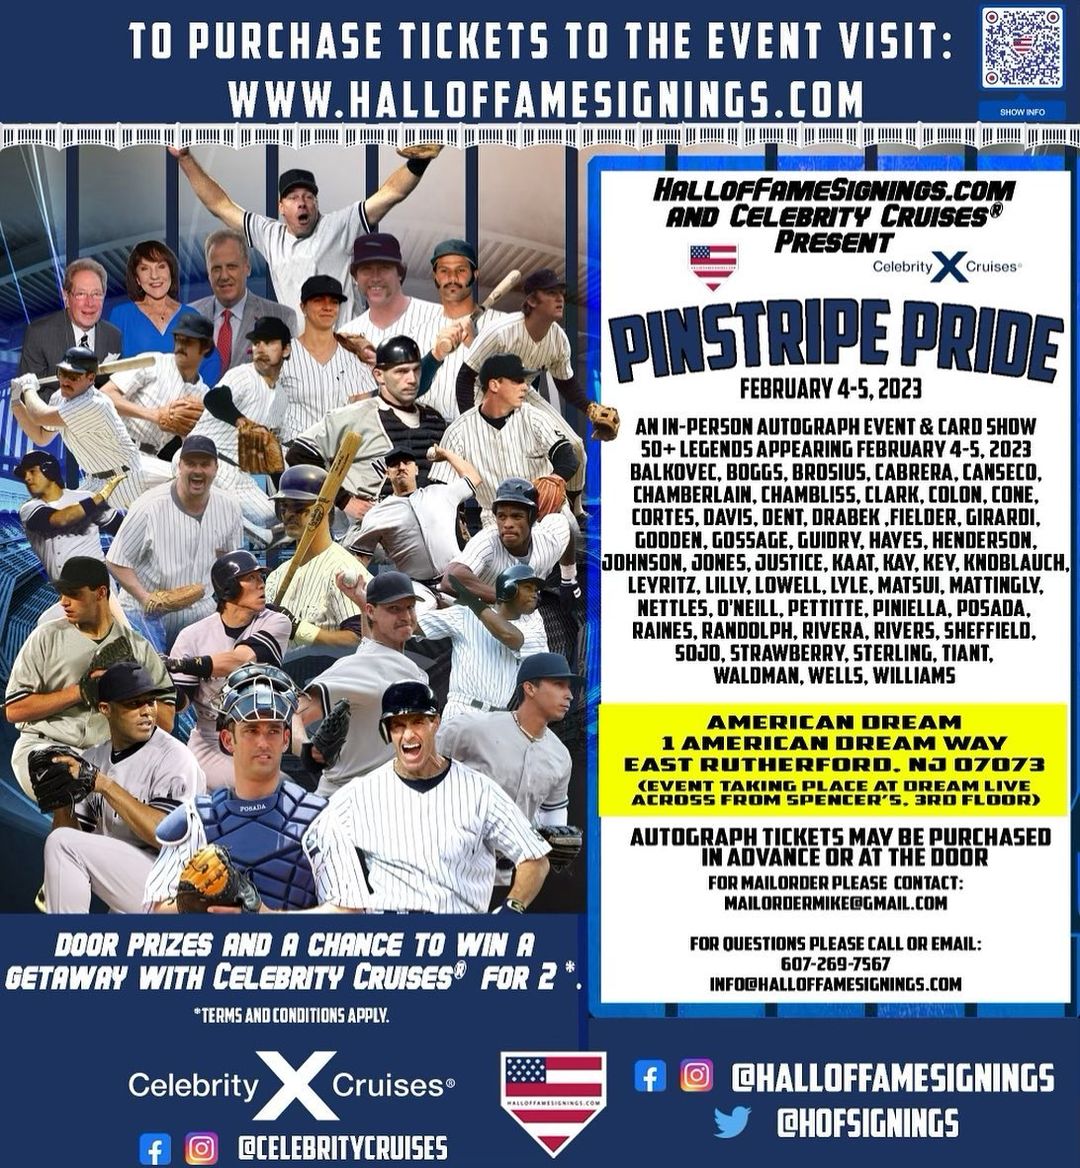 TO PURCHASE TICKETS TO THE EVENT VISIT:
WWW.HALLOFFAMESIGNINGS.COM
SHOW INFO
HALLOFFAMESIGNINGS.COM
AND CELEBRITY CRUISES®
PRESENT
Celebrity X Cruises®
PINSTRIPE PRIDE
FEBRUARY 4-5, 2023
AN IN-PERSON AUTOGRAPH EVENT & CARD SHOW
50+ LEGENDS APPEARING FEBRUARY 4-5, 2023
BALKOVEC, BOGGS, BROSIUS, CABRERA, CANSECO,
CHAMBERLAIN, CHAMBLISS, CLARK, COLON, CONE,
CORTES, DAVIS, DENT, DRABEK ,FIELDER, GIRARDI,
GOODEN, GOSSAGE, GUIDRY, HAYES, HENDERSON,
JOHNSON, JONES, JUSTICE, KAAT, KAY, KEY, KNOBLAUCH,
LEYRITZ, LILLY, LOWELL, LYLE, MATSUI, MATTINGLY,
NETTLES, O'NEILL, PETTITTE, PINIELLA, POSADA,
RAINES, RANDOLPH, RIVERA, RIVERS, SHEFFIELD,
SOJO, STRAWBERRY, STERLING, TIANT,
WALDMAN, WELLS, WILLIAMS
AMERICAN DREAM
1 AMERICAN DREAM WAY
EAST RUTHERFORD, NJ 07073
(EVENT TAKING PLACE AT DREAM LIVE
ACROSS FROM SPENCER'S, 3RD FLOOR)
AUTOGRAPH TICKETS MAY BE PURCHASED
IN ADVANCE OR AT THE DOOR
FOR MAILORDER PLEASE CONTACT:
MAILORDERMIKE@GMAIL.COM
FOR QUESTIONS PLEASE CALL OR EMAIL:
607-269-7567
INFO@HALLOFFAMESIGNINGS.COM
POSADA
DOOR PRIZES AND A CHANCE TO WIN A
GETAWAY WITH CELEBRITY CRUISES® FOR 2 *.
*TERMS AND CONDITIONS APPLY.
Celebrity X Cruises®
@CELEBRITYCRUISES
HALLOFFAMESIGNINGS.COM
@HALLOFFAMESIGNINGS
@HOFSIGNINGS